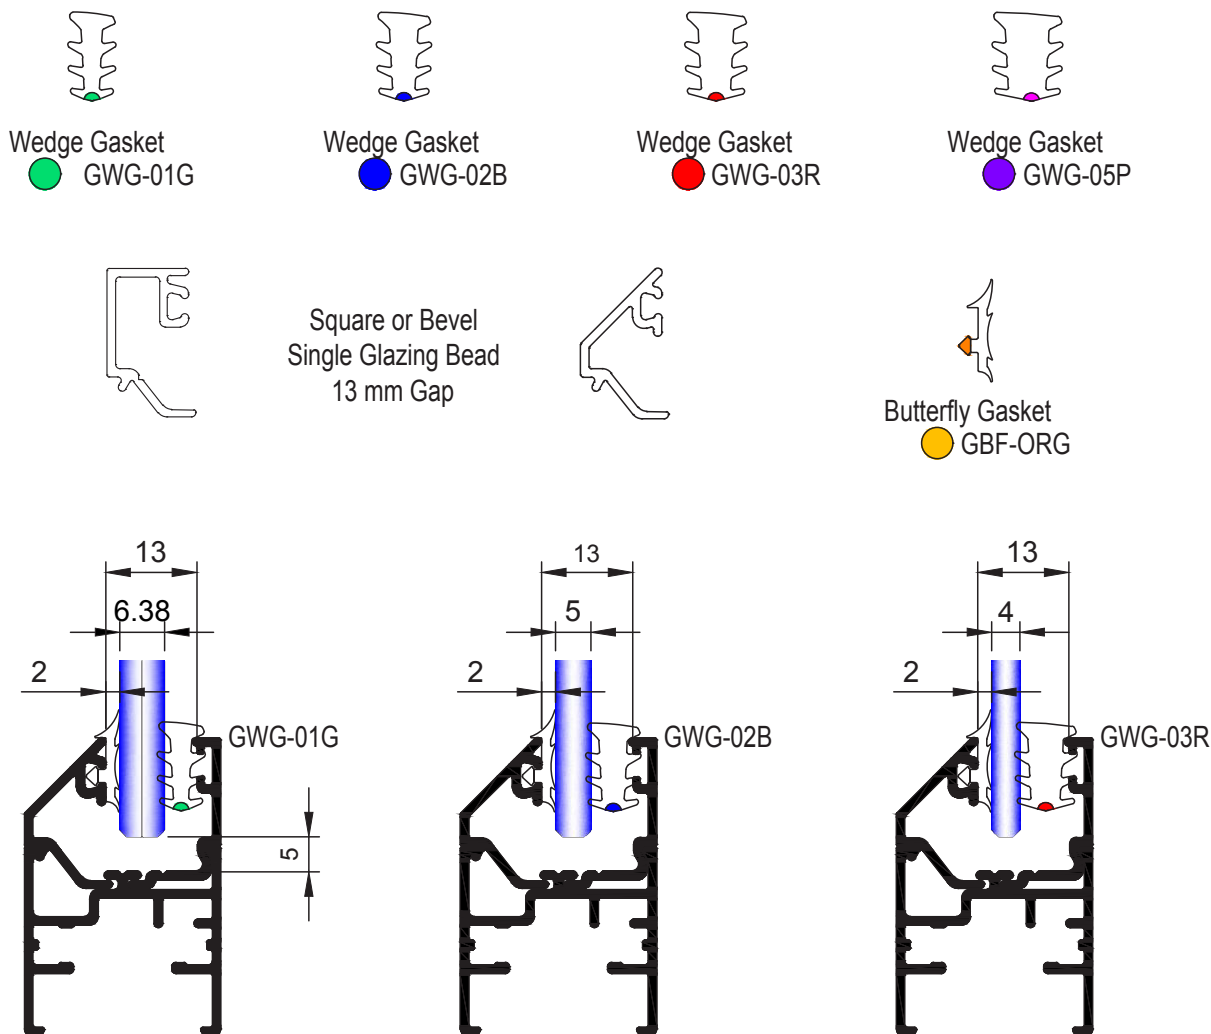 Wedge Gasket
GWG-01G
Wedge Gasket
GWG-02B
Wedge Gasket
GWG-03R
Wedge Gasket
GWG-05P
Square or Bevel
Single Glazing Bead
13 mm Gap
Butterfly Gasket
GBF-ORG
13
6.38
2
GWG-01G
5
13
5
2
GWG-02B
13
4
2
GWG-03R